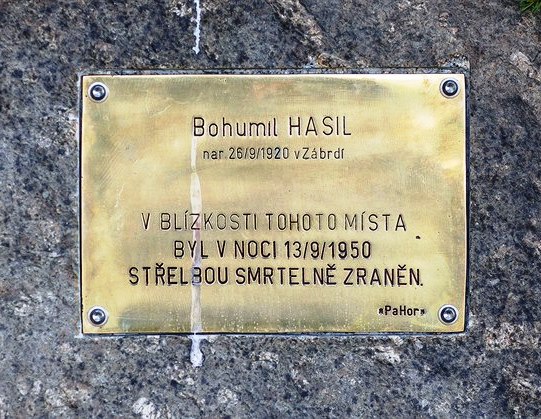 Bohumil HASIL
nar. 26/9/1920 v Zábrdí
V BLÍZKOSTI TOHOTO MÍSTA
BYL V NOCI 13/9/1950
STŘELBOU SMRTELNĚ ZRANĚN.
"PaHor"